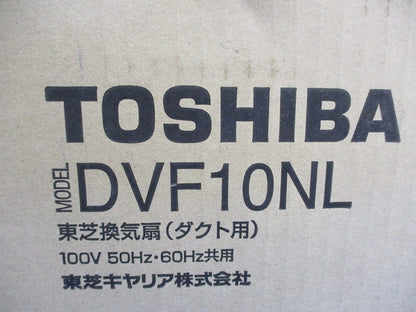 TOSHIBA
MODEL DVF10NL
東芝換気扇(ダクト用)
100V 50Hz・60Hz共用
東芝キヤリア株式会社